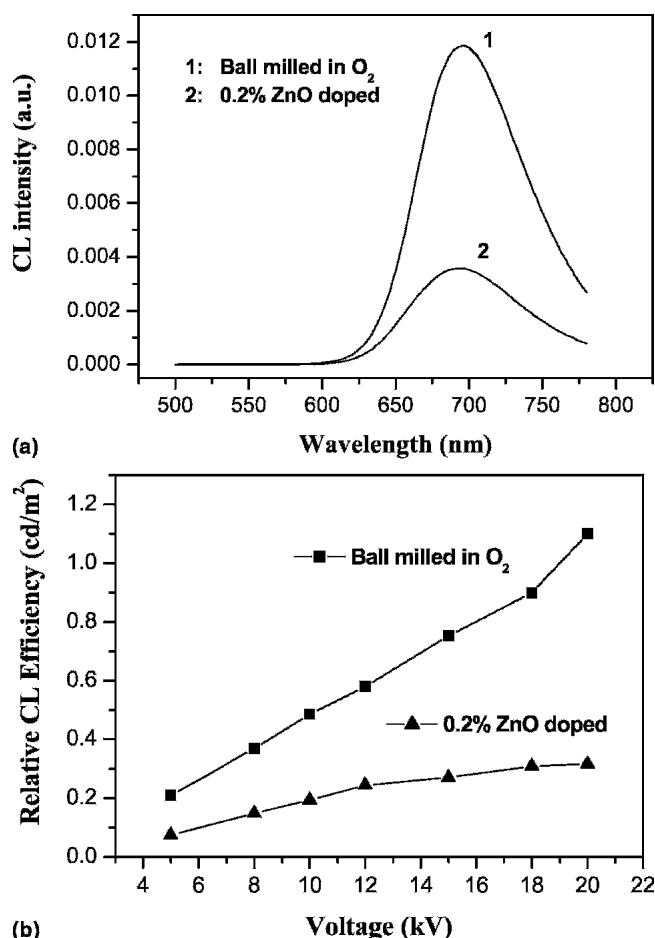 0.012
0.010
0.008
0.006
0.004
0.002
0.000
CL intensity (a.u.)
1: Ball milled in O₂
2: 0.2% ZnO doped
1
2
500 550 600 650 700 750 800
Wavelength (nm)
(a)
1.2
1.0
0.8
0.6
0.4
0.2
0.0
Relative CL Efficiency (cd/m²)
Ball milled in O₂
0.2% ZnO doped
4 6 8 10 12 14 16 18 20 22
Voltage (kV)
(b)